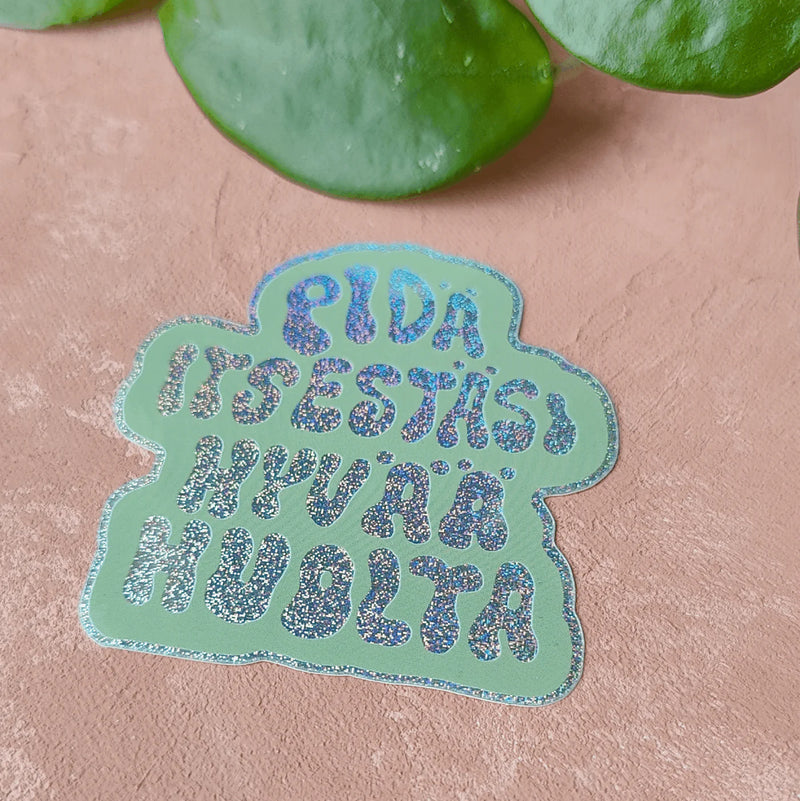 PIDÄ
ITSESTÄSI
HYVÄÄ
HUOLTA